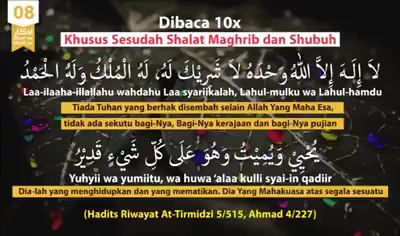 08
Dibaca 10x
Khusus Sesudah Shalat Maghrib dan Shubuh
لاَ إِلَهَ إِلاَّ اللهُ وَحْدَهُ لاَ شَرِيْكَ لَهُ، لَهُ الْمُلْكُ وَلَهُ الْحَمْدُ
Laa-ilaaha-illallahu wahdahu Laa syariikalah, Lahul-mulku wa Lahul-hamdu
Tiada Tuhan yang berhak disembah selain Allah Yang Maha Esa,
tidak ada sekutu bagi-Nya, Bagi-Nya kerajaan dan bagi-Nya pujian
يُحْيِيْ وَيُمِيْتُ وَهُوَ عَلَى كُلِّ شَيْءٍ قَدِيْرٌ
Yuhyii wa yumiitu, wa huwa 'alaa kulli syai-in qadiir
Dia-lah yang menghidupkan dan yang mematikan. Dia Yang Mahakuasa atas segala sesuatu
(Hadits Riwayat At-Tirmidzi 5/515, Ahmad 4/227)